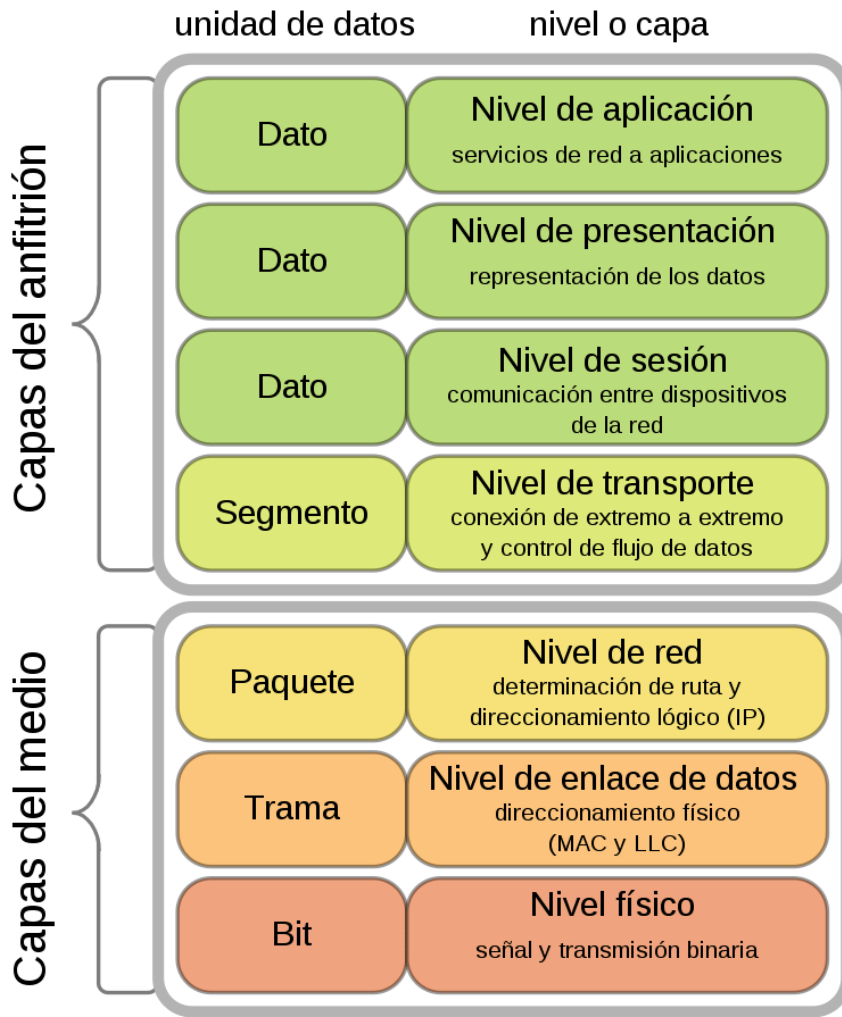 unidad de datos nivel o capa
Capas del anfitrión
Dato
Nivel de aplicación
servicios de red a aplicaciones
Dato
Nivel de presentación
representación de los datos
Dato
Nivel de sesión
comunicación entre dispositivos
de la red
Segmento
Nivel de transporte
conexión de extremo a extremo
y control de flujo de datos
Capas del medio
Paquete
Nivel de red
determinación de ruta y
direccionamiento lógico (IP)
Trama
Nivel de enlace de datos
direccionamiento físico
(MAC y LLC)
Bit
Nivel físico
señal y transmisión binaria